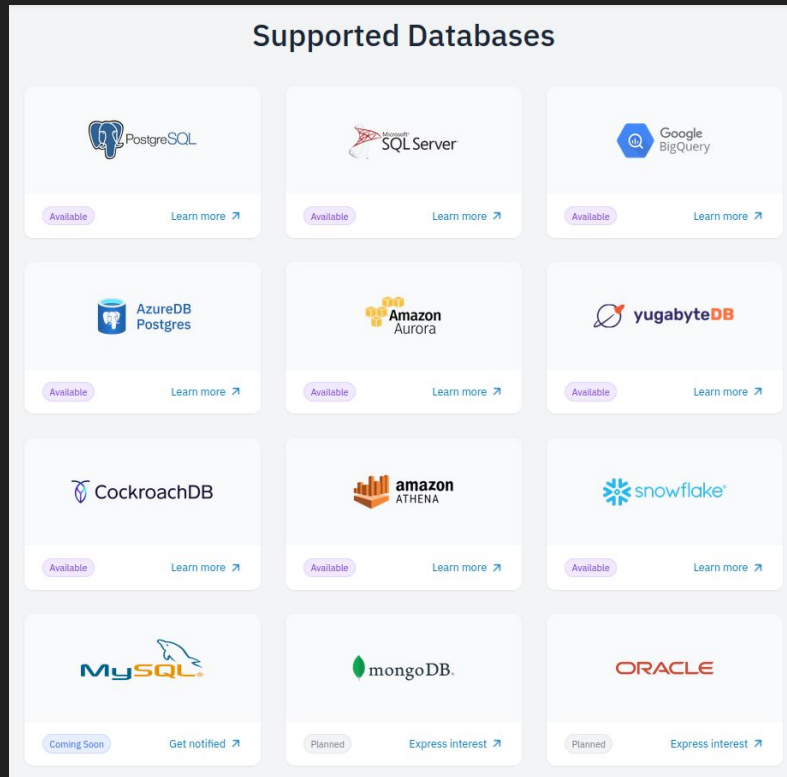 Supported Databases
PostgreSQL
Microsoft
SQL Server
Google
BigQuery
Available
Learn more
Available
Learn more
Available
Learn more
AzureDB
Postgres
Amazon
Aurora
yugabyteDB
Available
Learn more
Available
Learn more
Available
Learn more
CockroachDB
amazon
ATHENA
snowflake
Available
Learn more
Available
Learn more
Available
Learn more
MySQL
mongoDB
ORACLE
Coming Soon
Get notified
Planned
Express interest
Planned
Express interest